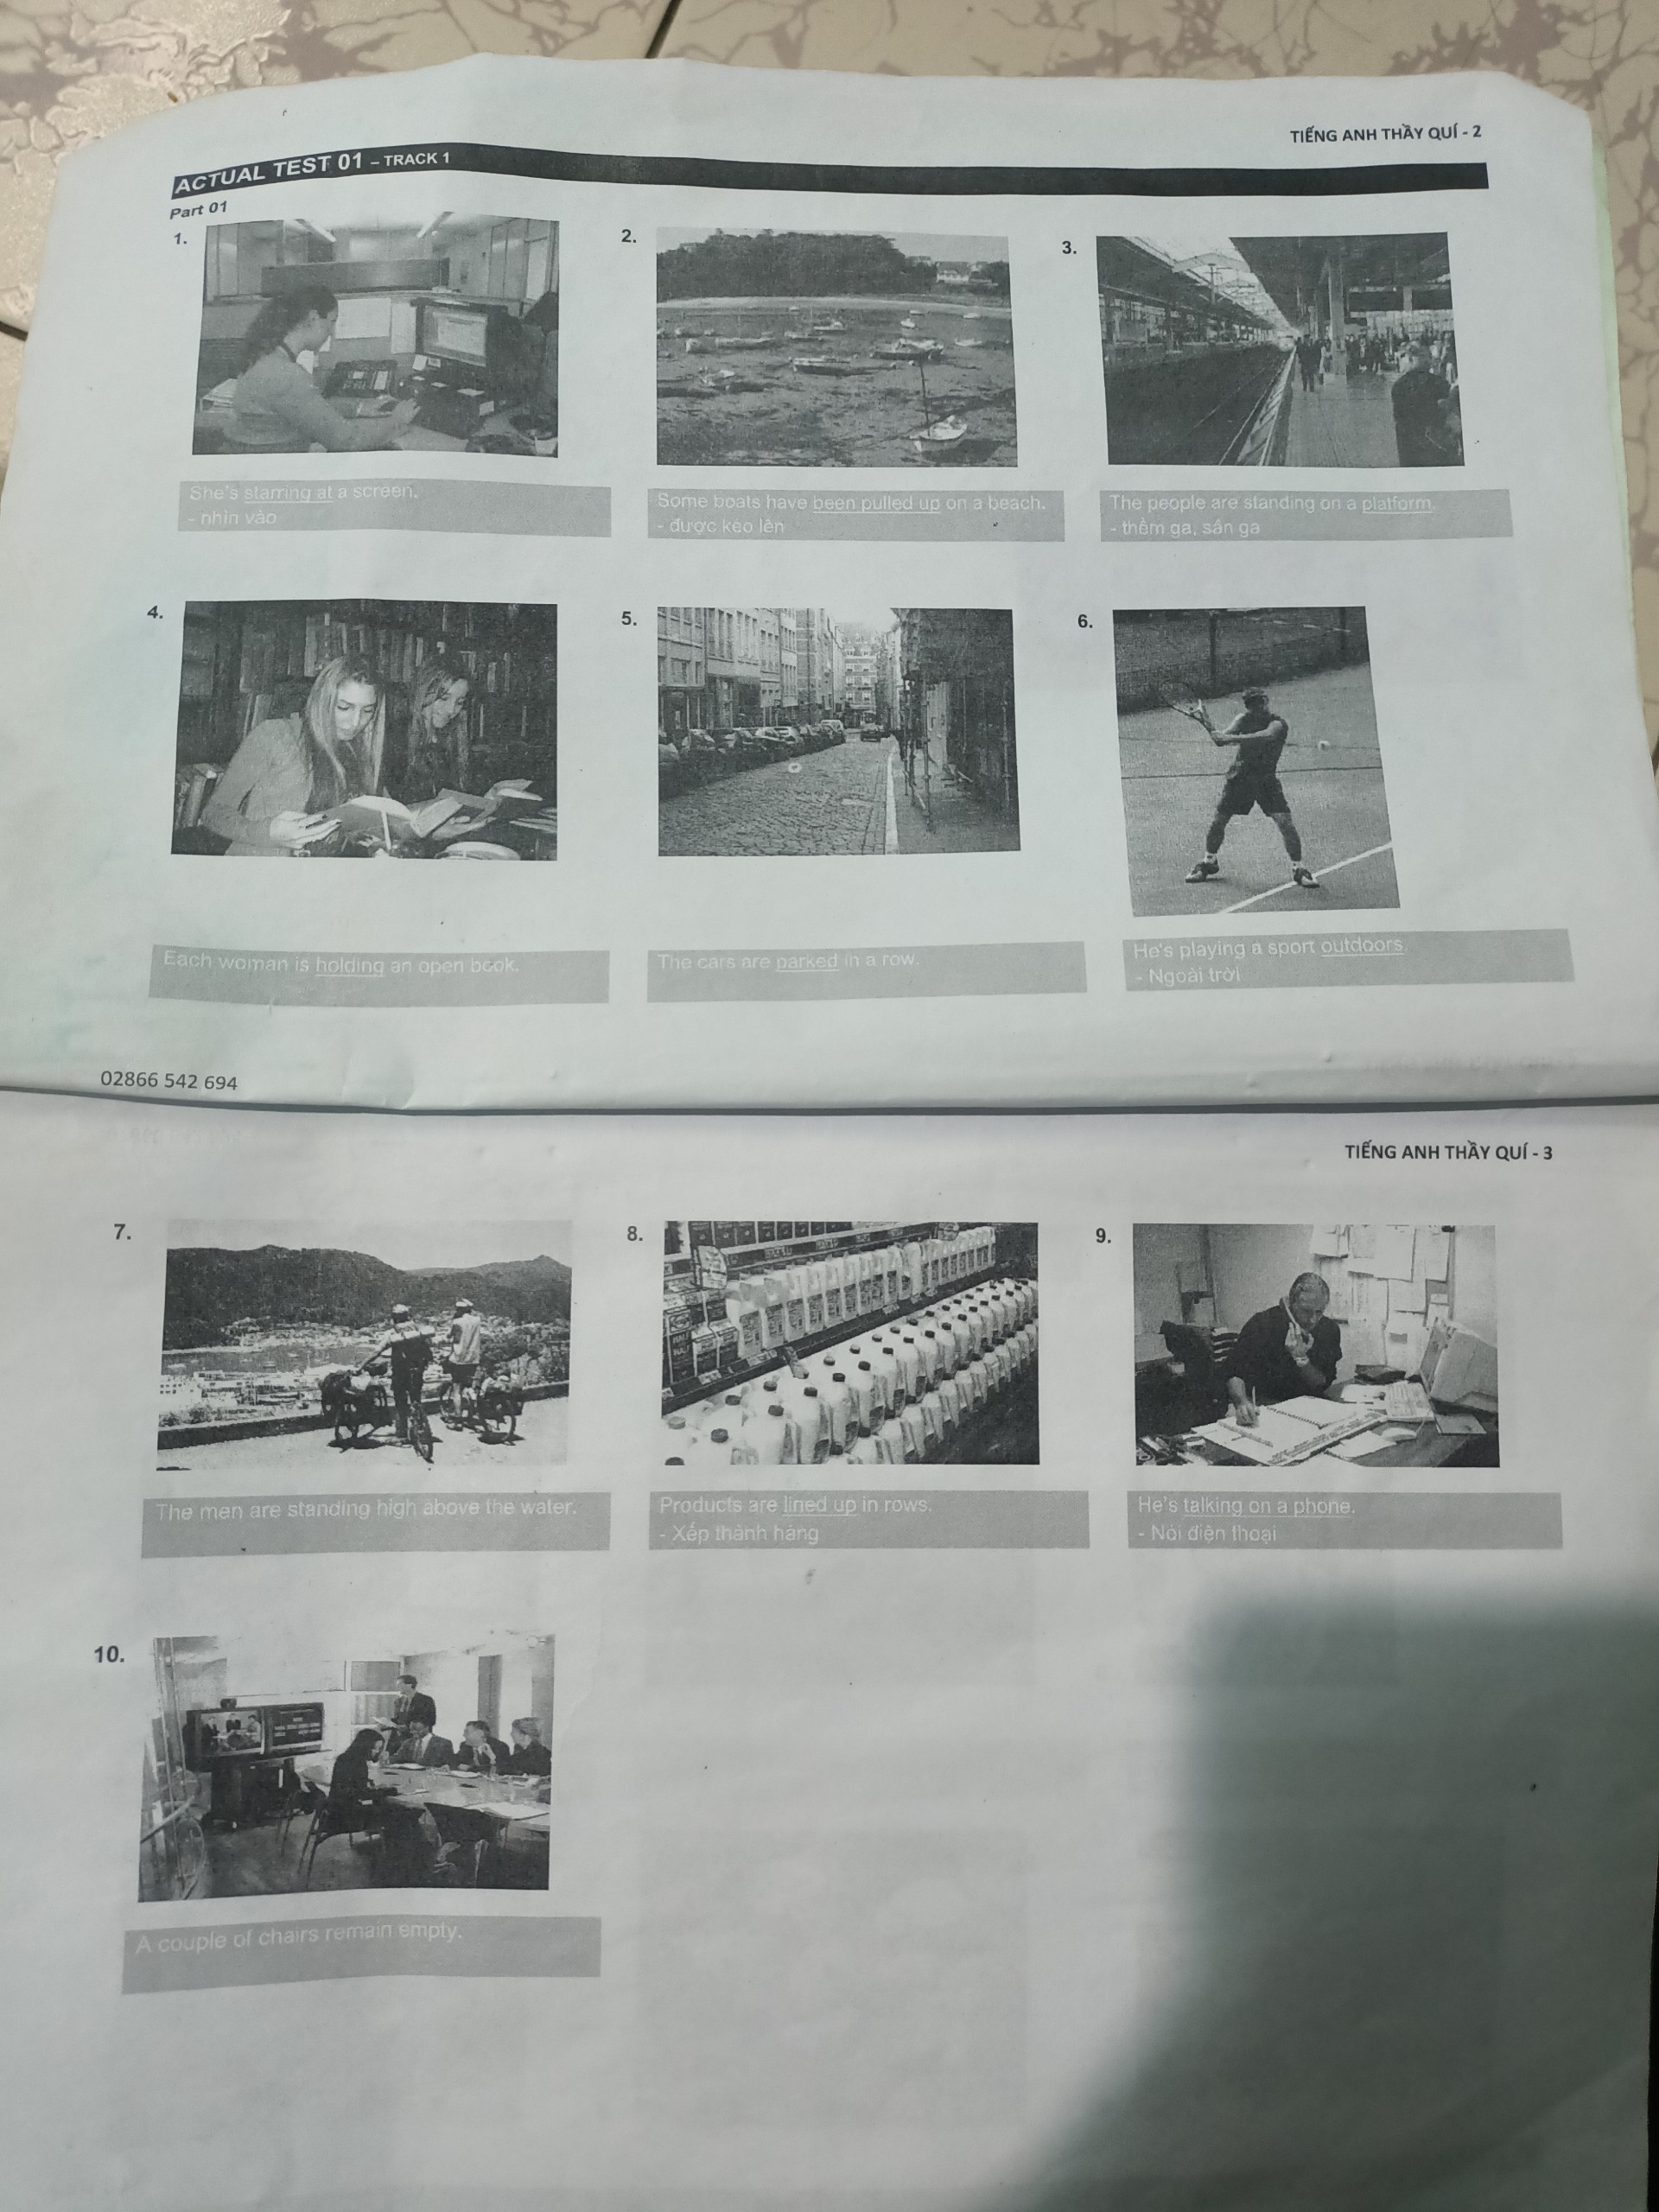 TIẾNG ANH THẦY QUÍ - 2
ACTUAL TEST 01 – TRACK 1
Part 01
1.
2.
3.
She's starring at a screen.
- nhìn vào
Some boats have been pulled up on a beach.
- được kéo lên
The people are standing on a platform.
- thềm ga, sân ga
4.
5.
6.
Each woman is holding an open book.
The cars are parked in a row.
He's playing a sport outdoors.
- Ngoài trời
02866 542 694
TIẾNG ANH THẦY QUÍ - 3
7.
8.
9.
The men are standing high above the water.
Products are lined up in rows.
- Xếp thành hàng
He's talking on a phone.
- Nói điện thoại
10.
A couple of chairs remain empty.